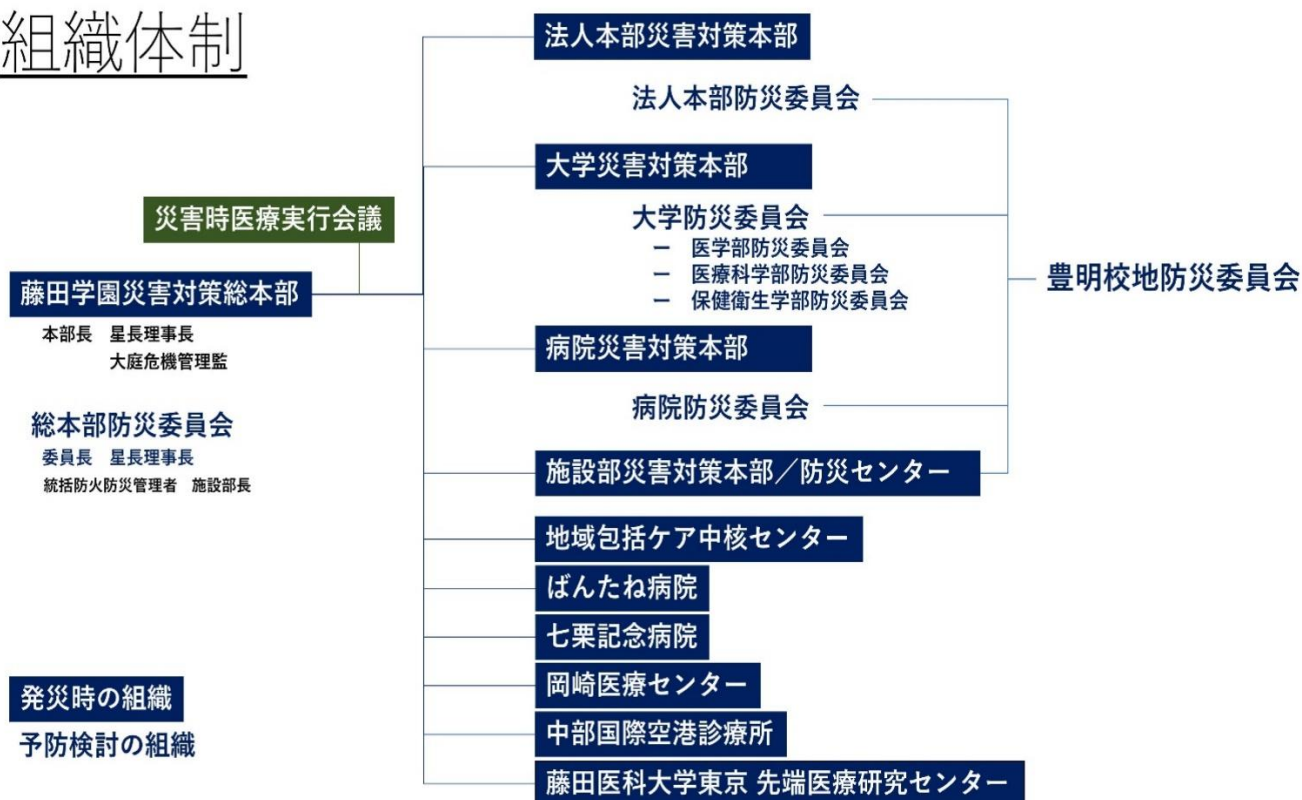 組織体制
災害時医療実行会議
藤田学園災害対策総本部
本部長 星長理事長
大庭危機管理監
総本部防災委員会
委員長 星長理事長
統括防火防災管理者 施設部長
発災時の組織
予防検討の組織
法人本部災害対策本部
法人本部防災委員会
大学災害対策本部
大学防災委員会
ー 医学部防災委員会
ー 医療科学部防災委員会
ー 保健衛生学部防災委員会
病院災害対策本部
病院防災委員会
施設部災害対策本部／防災センター
地域包括ケア中核センター
ばんたね病院
七栗記念病院
岡崎医療センター
中部国際空港診療所
藤田医科大学東京 先端医療研究センター
豊明校地防災委員会